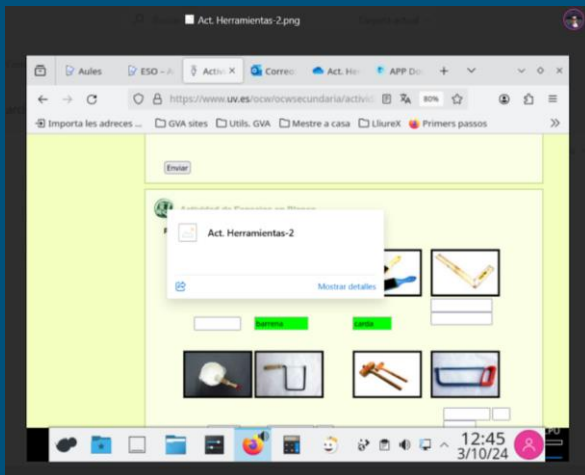 Act. Herramientas-2.png
Aules
ESO - A
Activi
Correo
Act. He
APP Do
https://www.uv.es/ocw/ocwsecundaria/activid
80%
Importa les adreces ...
GVA sites
Utils. GVA
Mestre a casa
LliureX
Primers passos
Enviar
Act. Herramientas-2
Mostrar detalles
Barrena
12:45
3/10/24